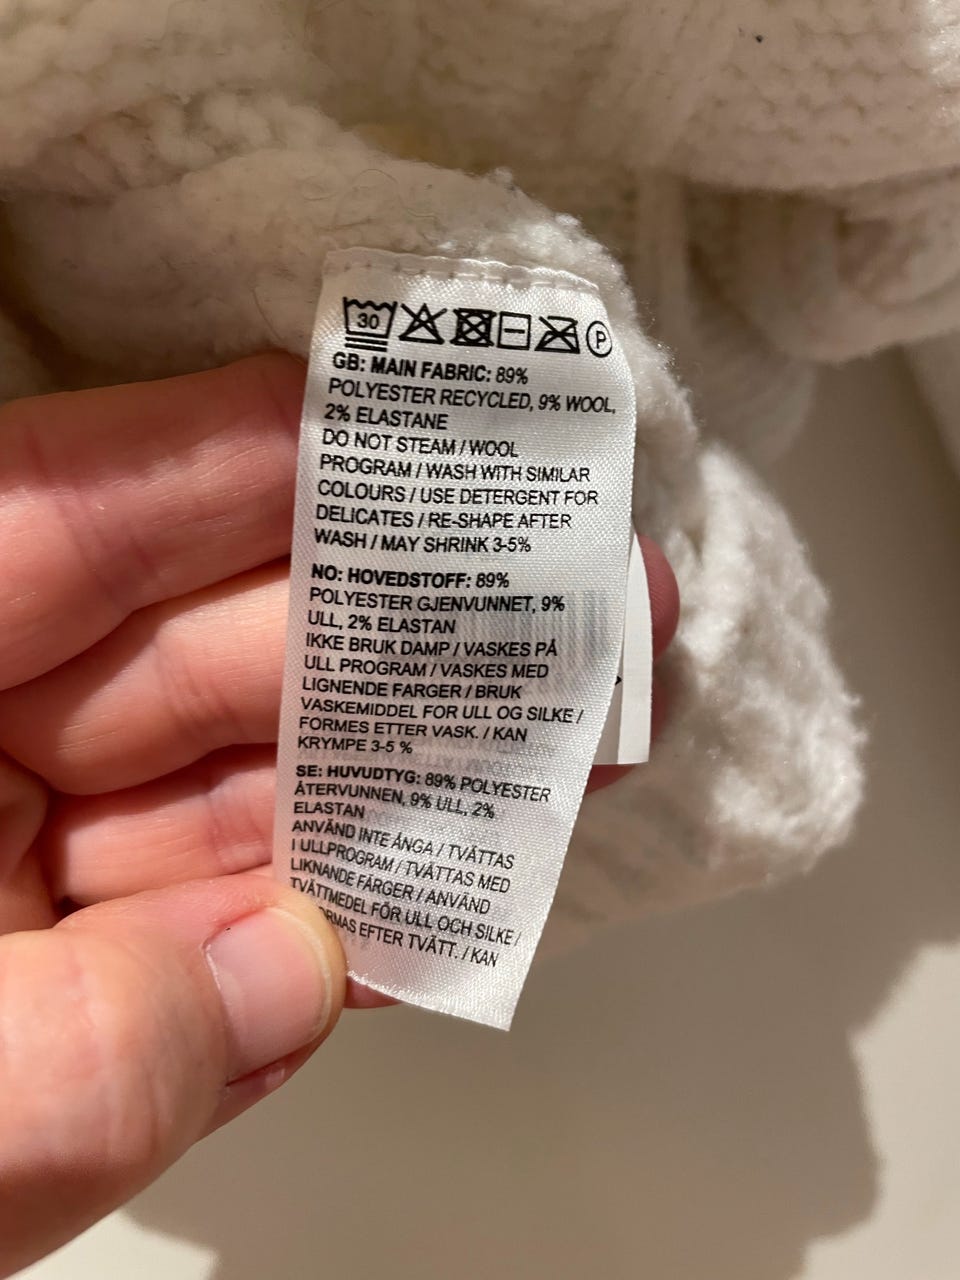 30 P
GB: MAIN FABRIC: 89%
POLYESTER RECYCLED, 9% WOOL,
2% ELASTANE
DO NOT STEAM / WOOL
PROGRAM / WASH WITH SIMILAR
COLOURS / USE DETERGENT FOR
DELICATES / RE-SHAPE AFTER
WASH / MAY SHRINK 3-5%
NO: HOVEDSTOFF: 89%
POLYESTER GJENVUNNET, 9%
ULL, 2% ELASTAN
IKKE BRUK DAMP / VASKES PÅ
ULL PROGRAM / VASKES MED
LIGNENDE FARGER / BRUK
VASKEMIDDEL FOR ULL OG SILKE /
FORMES ETTER VASK. / KAN
KRYMPE 3-5 %
SE: HUVUDTYG: 89% POLYESTER
ÅTERVUNNEN, 9% ULL, 2%
ELASTAN
ANVÄND INTE ÅNGA / TVÄTTAS
I ULLPROGRAM / TVÄTTAS MED
LIKNANDE FÄRGER / ANVÄND
TVÄTTMEDEL FÖR ULL OCH SILKE /
EFTER TVÄTT. / KAN